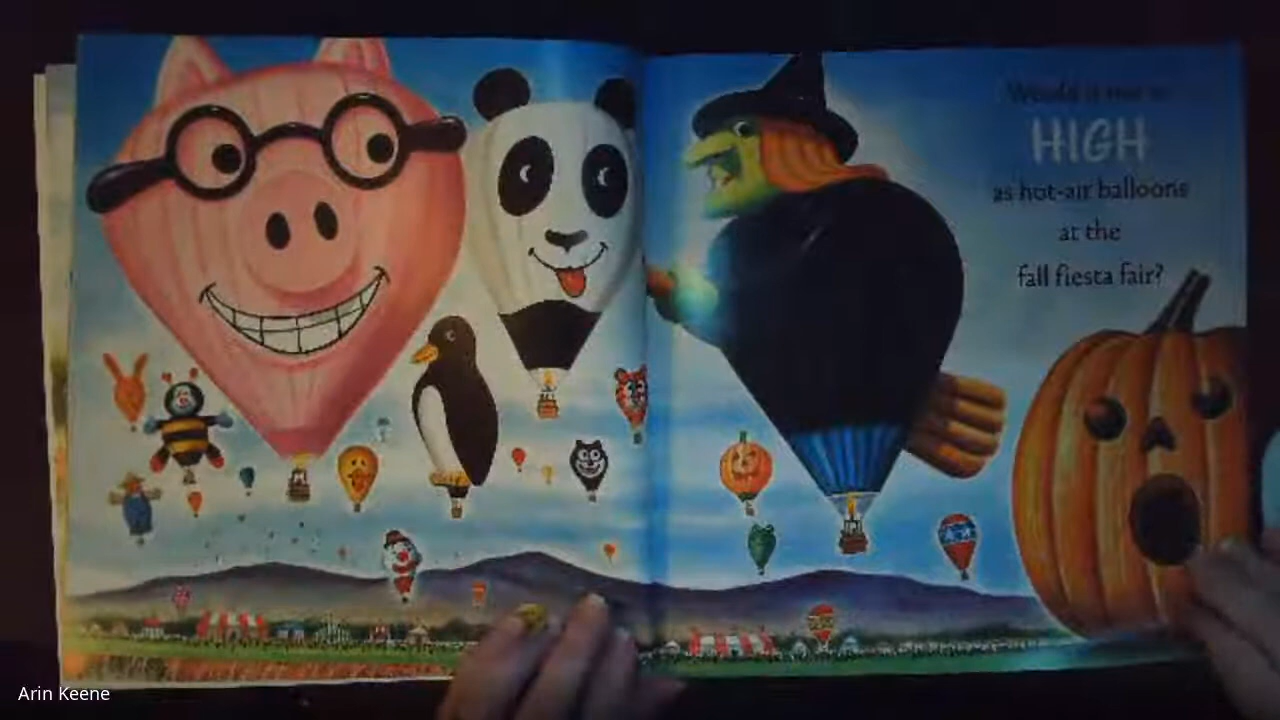 Would it rise as
HIGH
as hot-air balloons
at the
fall fiesta fair?
Arin Keene